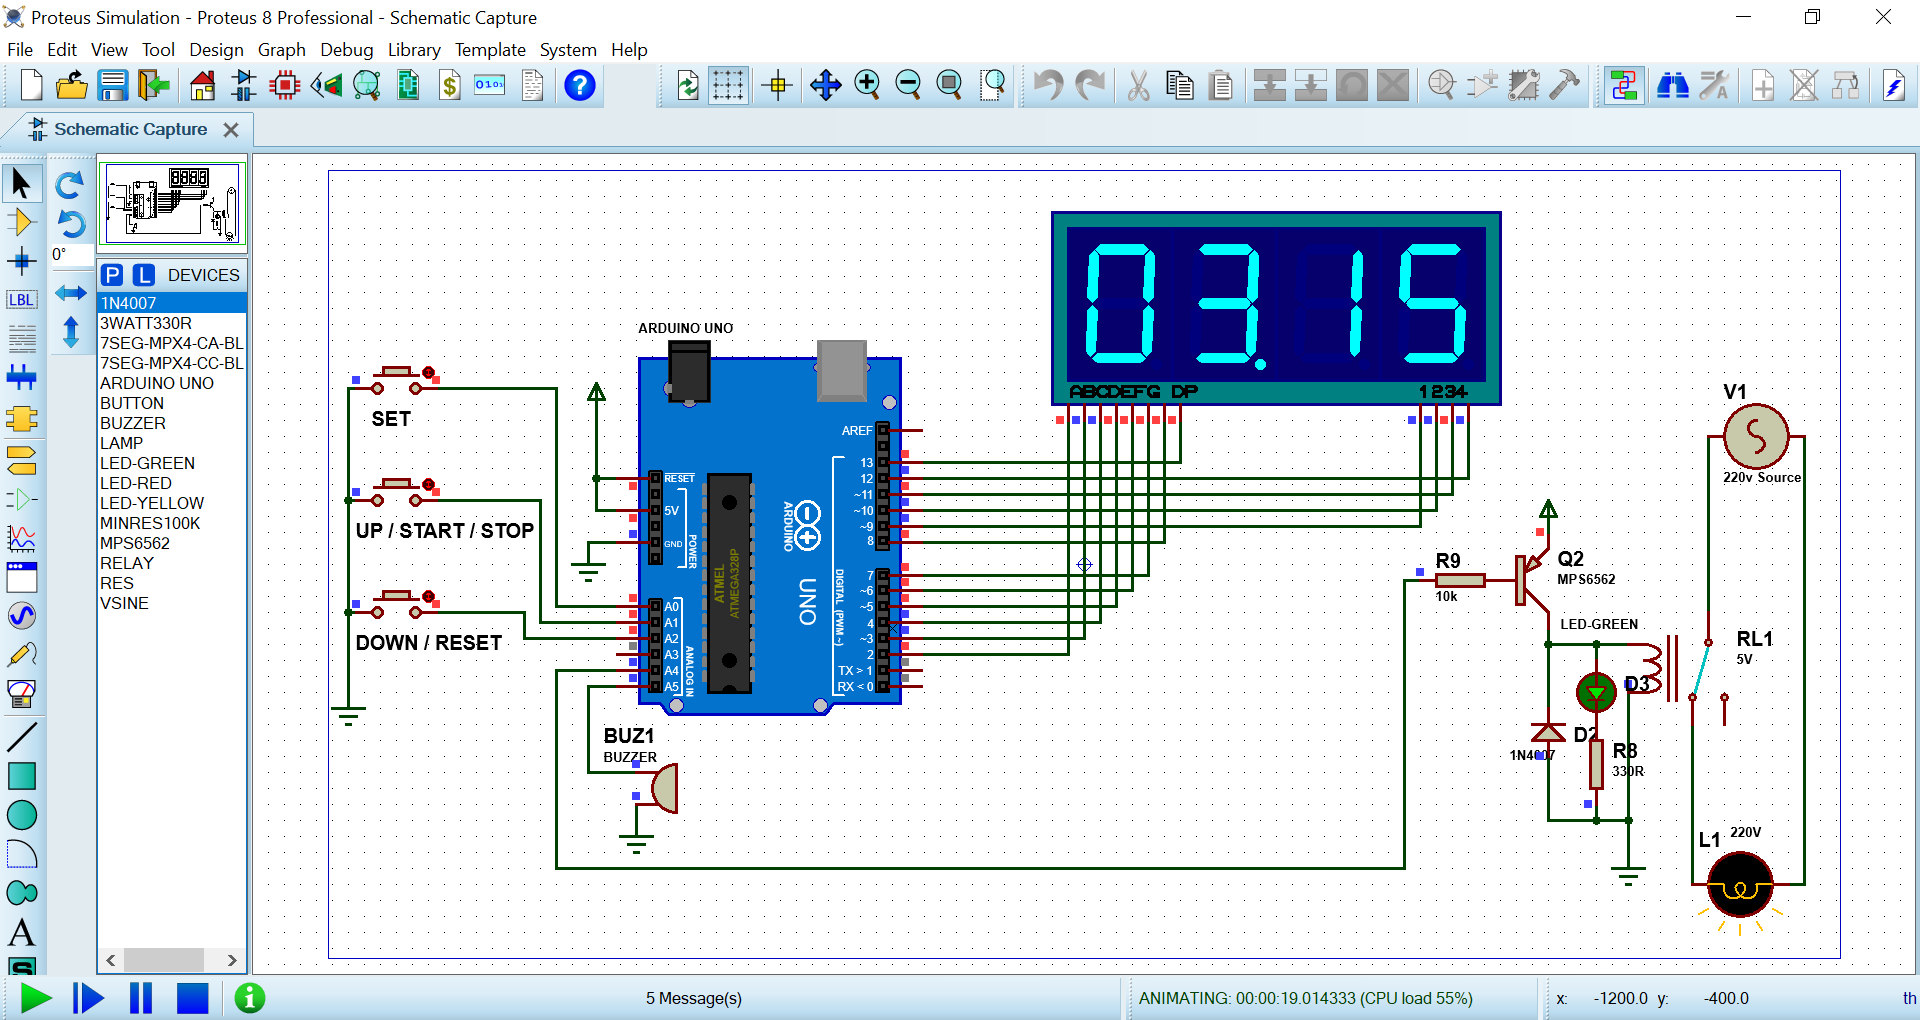 Proteus Simulation - Proteus 8 Professional - Schematic Capture
File Edit View Tool Design Graph Debug Library Template System Help
Schematic Capture
0°
P L DEVICES
LBL
1N4007
3WATT330R
7SEG-MPX4-CA-BL
7SEG-MPX4-CC-BL
ARDUINO UNO
BUTTON
BUZZER
LAMP
LED-GREEN
LED-RED
LED-YELLOW
MINRES100K
MPS6562
RELAY
RES
VSINE
A
S
SET
UP / START / STOP
DOWN / RESET
ARDUINO UNO
AREF
13
12
~11
~10
~9
8
7
~6
~5
4
~3
2
TX > 1
RX < 0
RESET
5V
GND
POWER
A0
A1
A2
A3
A4
A5
ANALOG IN
ATMEL
ATMEGA328P
ARDUINO
UNO
DIGITAL (PWM ~)
BUZ1
BUZZER
03.15
ABCDEFG DP
1234
V1
220v Source
R9
10k
Q2
MPS6562
LED-GREEN
RL1
5V
D3
D2
1N4007
R8
330R
L1
220V
5 Message(s)
ANIMATING: 00:00:19.014333 (CPU load 55%)
x: -1200.0 y: -400.0 th